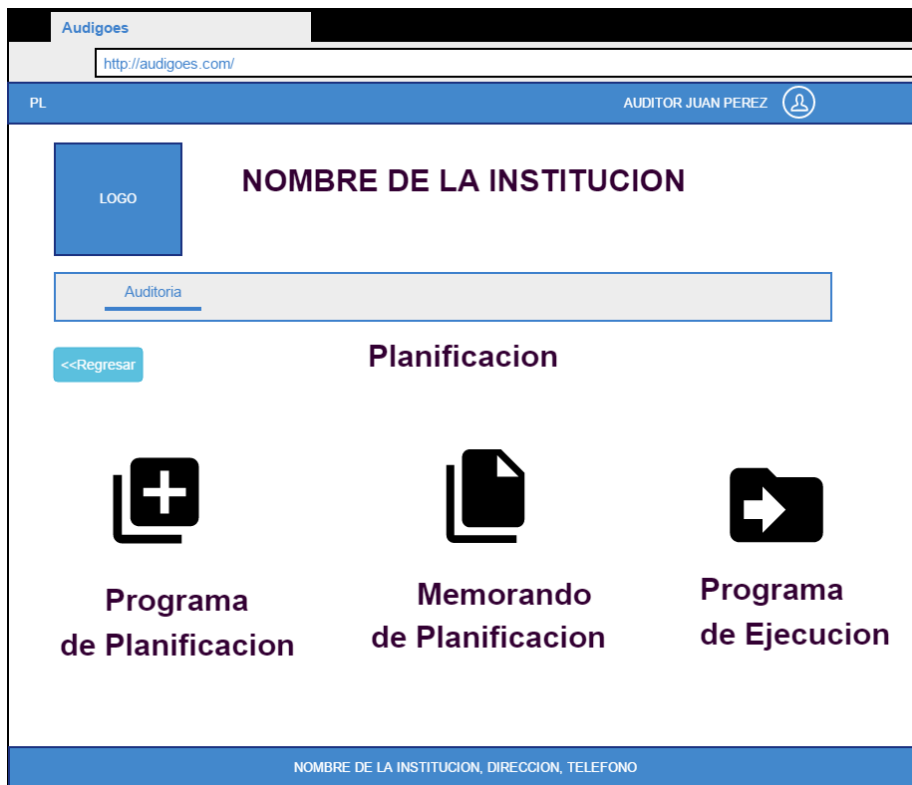 Audigoes
http://audigoes.com/
PL
AUDITOR JUAN PEREZ
LOGO
NOMBRE DE LA INSTITUCION
Auditoria
<<Regresar
Planificacion
Programa
de Planificacion
Memorando
de Planificacion
Programa
de Ejecucion
NOMBRE DE LA INSTITUCION, DIRECCION, TELEFONO